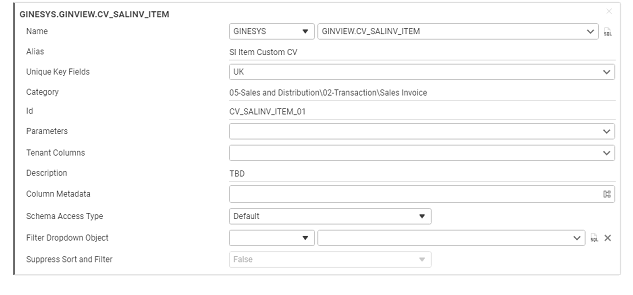 GINESYS.GINVIEW.CV_SALINV_ITEM
Name GINESYS GINVIEW.CV_SALINV_ITEM SQL
Alias SI Item Custom CV
Unique Key Fields UK
Category 05-Sales and Distribution\02-Transaction\Sales Invoice
Id CV_SALINV_ITEM_01
Parameters
Tenant Columns
Description TBD
Column Metadata
Schema Access Type Default
Filter Dropdown Object SQL
Suppress Sort and Filter False